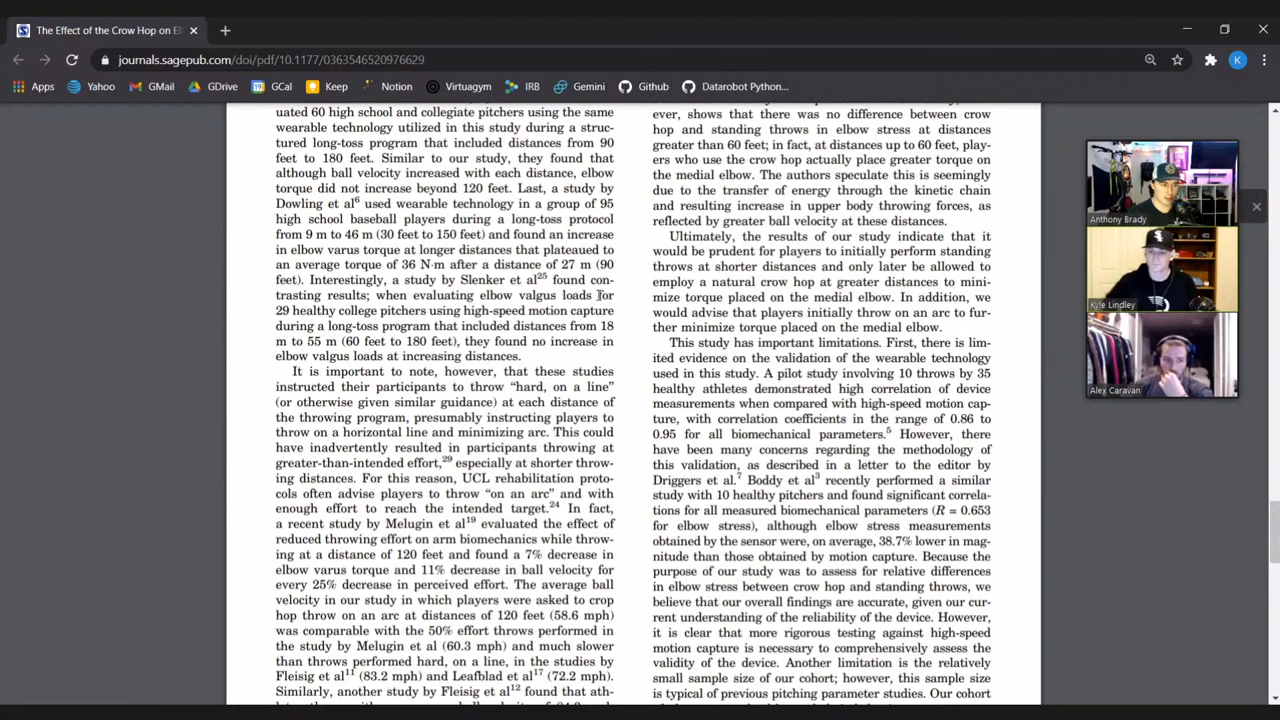 The Effect of the Crow Hop on El
journals.sagepub.com/doi/pdf/10.1177/0363546520976629
Apps
Yahoo
GMail
GDrive
GCal
Keep
Notion
Virtuagym
IRB
Gemini
Github
Datarobot Python...
K
uated 60 high school and collegiate pitchers using the same
wearable technology utilized in this study during a struc-
tured long-toss program that included distances from 90
feet to 180 feet. Similar to our study, they found that
although ball velocity increased with each distance, elbow
torque did not increase beyond 120 feet. Last, a study by
Dowling et al6 used wearable technology in a group of 95
high school baseball players during a long-toss protocol
from 9 m to 46 m (30 feet to 150 feet) and found an increase
in elbow varus torque at longer distances that plateaued to
an average torque of 36 N·m after a distance of 27 m (90
feet). Interestingly, a study by Slenker et al25 found con-
trasting results; when evaluating elbow valgus loads for
29 healthy college pitchers using high-speed motion capture
during a long-toss program that included distances from 18
m to 55 m (60 feet to 180 feet), they found no increase in
elbow valgus loads at increasing distances.
It is important to note, however, that these studies
instructed their participants to throw “hard, on a line”
(or otherwise given similar guidance) at each distance of
the throwing program, presumably instructing players to
throw on a horizontal line and minimizing arc. This could
have inadvertently resulted in participants throwing at
greater-than-intended effort,29 especially at shorter throw-
ing distances. For this reason, UCL rehabilitation proto-
cols often advise players to throw “on an arc” and with
enough effort to reach the intended target.24 In fact,
a recent study by Melugin et al19 evaluated the effect of
reduced throwing effort on arm biomechanics while throw-
ing at a distance of 120 feet and found a 7% decrease in
elbow varus torque and 11% decrease in ball velocity for
every 25% decrease in perceived effort. The average ball
velocity in our study in which players were asked to crop
hop throw on an arc at distances of 120 feet (58.6 mph)
was comparable with the 50% effort throws performed in
the study by Melugin et al (60.3 mph) and much slower
than throws performed hard, on a line, in the studies by
Fleisig et al11 (83.2 mph) and Leafblad et al17 (72.2 mph).
Similarly, another study by Fleisig et al12 found that ath-
ever, shows that there was no difference between crow
hop and standing throws in elbow stress at distances
greater than 60 feet; in fact, at distances up to 60 feet, play-
ers who use the crow hop actually place greater torque on
the medial elbow. The authors speculate this is seemingly
due to the transfer of energy through the kinetic chain
and resulting increase in upper body throwing forces, as
reflected by greater ball velocity at these distances.
Ultimately, the results of our study indicate that it
would be prudent for players to initially perform standing
throws at shorter distances and only later be allowed to
employ a natural crow hop at greater distances to mini-
mize torque placed on the medial elbow. In addition, we
would advise that players initially throw on an arc to fur-
ther minimize torque placed on the medial elbow.
This study has important limitations. First, there is lim-
ited evidence on the validation of the wearable technology
used in this study. A pilot study involving 10 throws by 35
healthy athletes demonstrated high correlation of device
measurements when compared with high-speed motion cap-
ture, with correlation coefficients in the range of 0.86 to
0.95 for all biomechanical parameters.5 However, there
have been many concerns regarding the methodology of
this validation, as described in a letter to the editor by
Driggers et al.7 Boddy et al3 recently performed a similar
study with 10 healthy pitchers and found significant correla-
tions for all measured biomechanical parameters (R = 0.653
for elbow stress), although elbow stress measurements
obtained by the sensor were, on average, 38.7% lower in mag-
nitude than those obtained by motion capture. Because the
purpose of our study was to assess for relative differences
in elbow stress between crow hop and standing throws, we
believe that our overall findings are accurate, given our cur-
rent understanding of the reliability of the device. However,
it is clear that more rigorous testing against high-speed
motion capture is necessary to comprehensively assess the
validity of the device. Another limitation is the relatively
small sample size of our cohort; however, this sample size
is typical of previous pitching parameter studies. Our cohort
Anthony Brady
Kyle Lindley
Alex Caravan